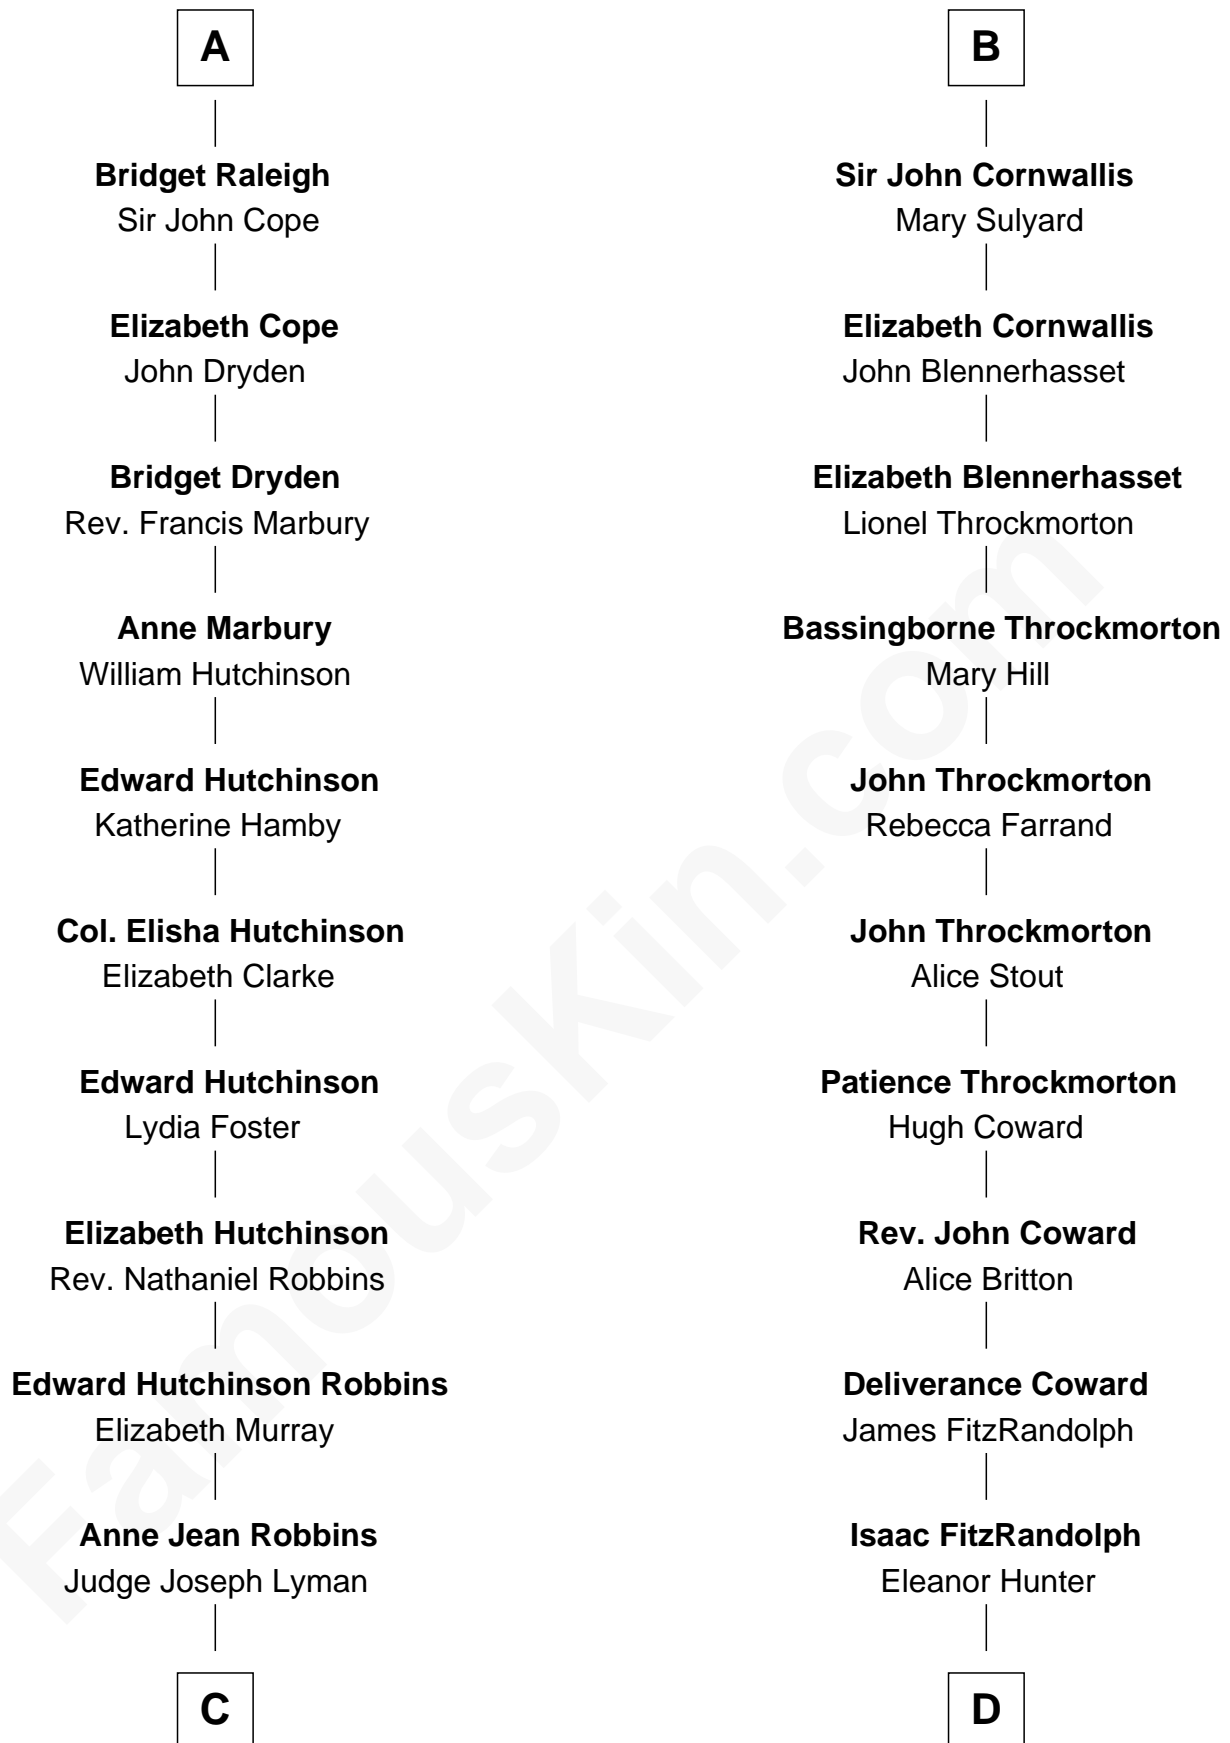 A
Bridget Raleigh
Sir John Cope
Elizabeth Cope
John Dryden
Bridget Dryden
Rev. Francis Marbury
Anne Marbury
William Hutchinson
Edward Hutchinson
Katherine Hamby
Col. Elisha Hutchinson
Elizabeth Clarke
Edward Hutchinson
Lydia Foster
Elizabeth Hutchinson
Rev. Nathaniel Robbins
Edward Hutchinson Robbins
Elizabeth Murray
Anne Jean Robbins
Judge Joseph Lyman
C
B
Sir John Cornwallis
Mary Sulyard
Elizabeth Cornwallis
John Blennerhasset
Elizabeth Blennerhasset
Lionel Throckmorton
Bassingborne Throckmorton
Mary Hill
John Throckmorton
Rebecca Farrand
John Throckmorton
Alice Stout
Patience Throckmorton
Hugh Coward
Rev. John Coward
Alice Britton
Deliverance Coward
James FitzRandolph
Isaac FitzRandolph
Eleanor Hunter
D
FamousKin.com